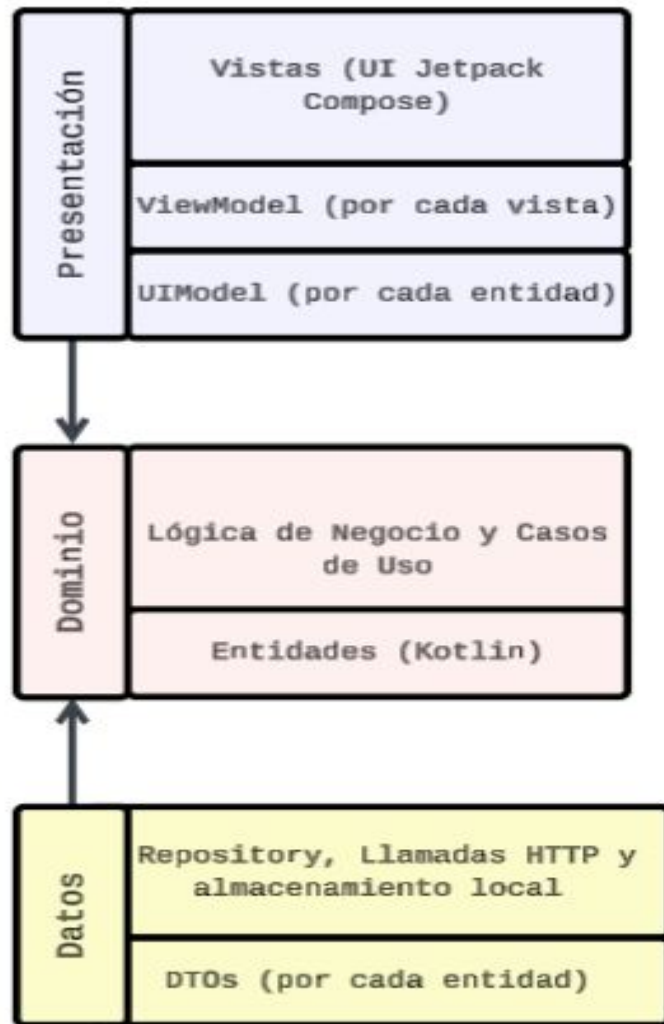 Presentación
Vistas (UI Jetpack
Compose)
ViewModel (por cada vista)
UIModel (por cada entidad)
Dominio
Lógica de Negocio y Casos
de Uso
Entidades (Kotlin)
Datos
Repository, Llamadas HTTP y
almacenamiento local
DTOs (por cada entidad)